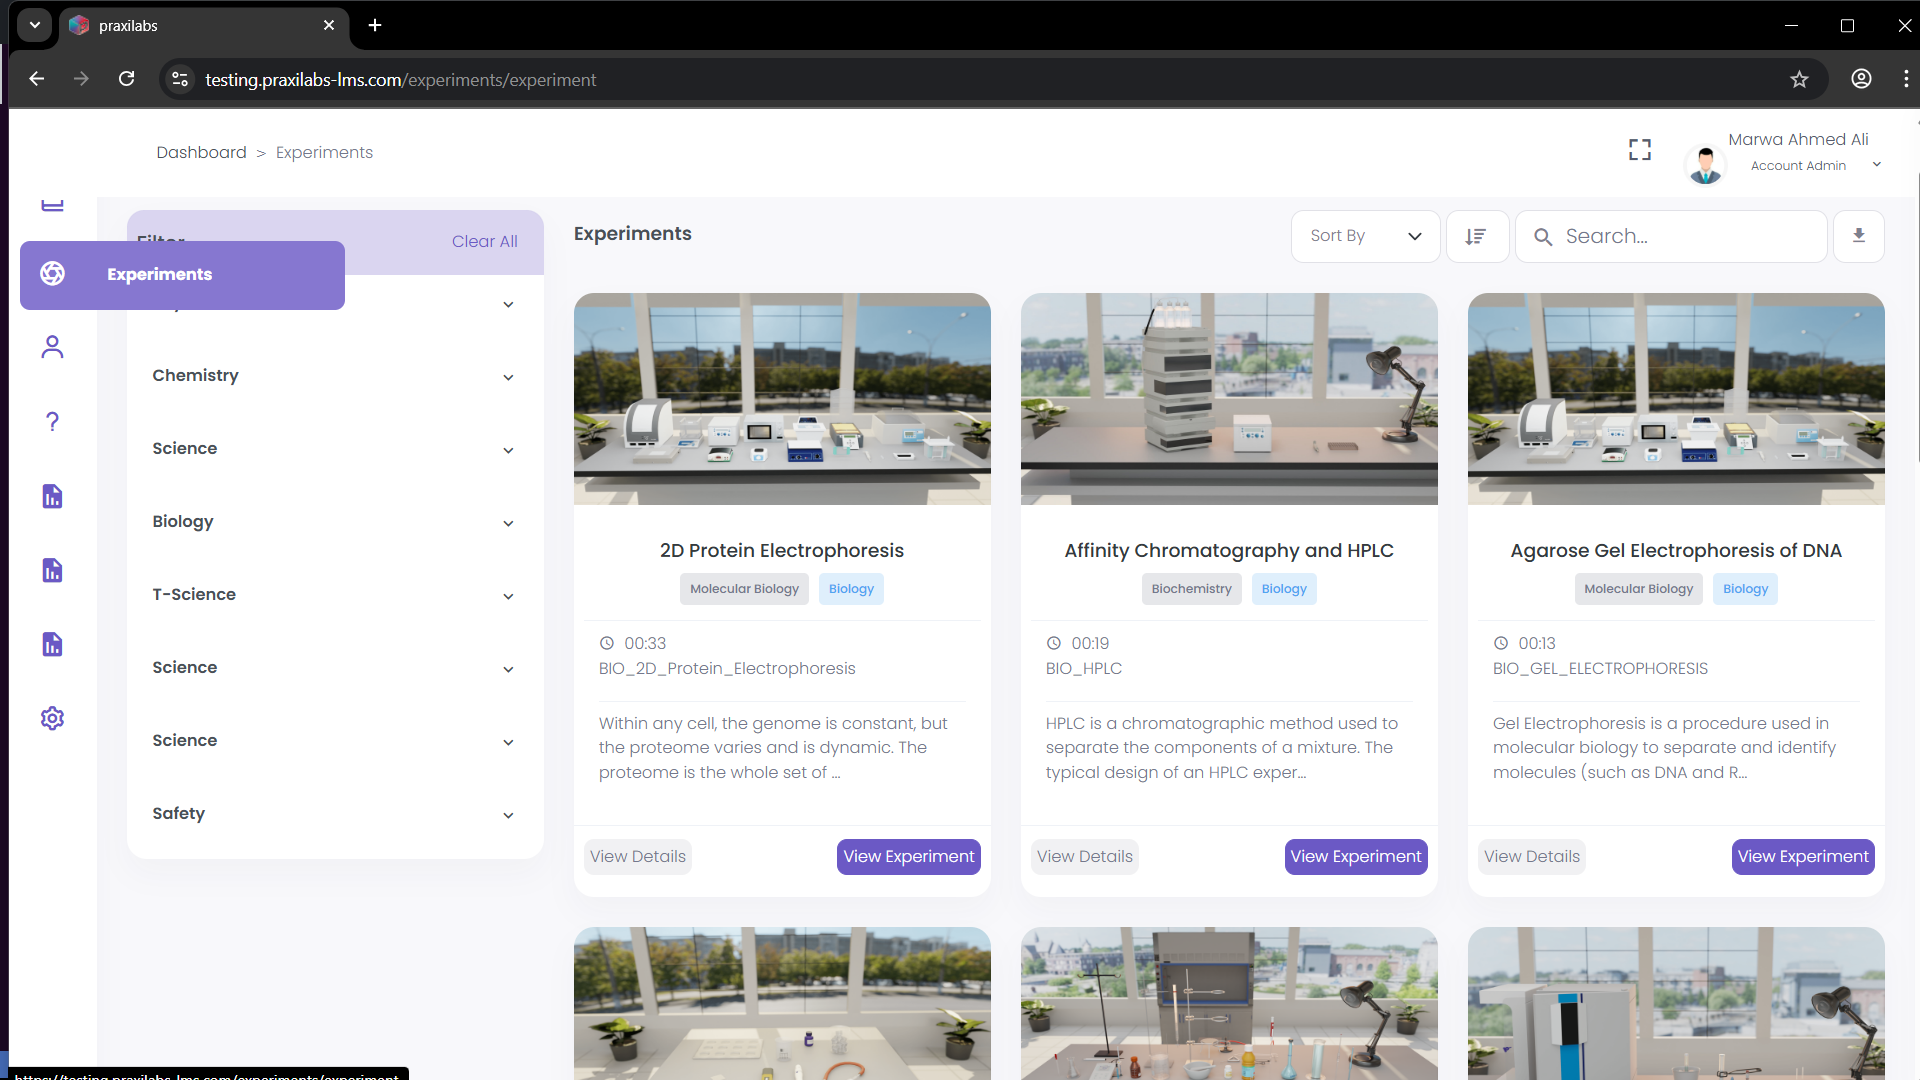 praxilabs
testing.praxilabs-lms.com/experiments/experiment
Dashboard > Experiments
Marwa Ahmed Ali
Account Admin
Filter
Clear All
Experiments
Chemistry
Science
Biology
T-Science
Science
Science
Safety
Experiments
Sort By
Search...
2D Protein Electrophoresis
Molecular Biology
Biology
00:33
BIO_2D_Protein_Electrophoresis
Within any cell, the genome is constant, but
the proteome varies and is dynamic. The
proteome is the whole set of ...
View Details
View Experiment
Affinity Chromatography and HPLC
Biochemistry
Biology
00:19
BIO_HPLC
HPLC is a chromatographic method used to
separate the components of a mixture. The
typical design of an HPLC exper...
View Details
View Experiment
Agarose Gel Electrophoresis of DNA
Molecular Biology
Biology
00:13
BIO_GEL_ELECTROPHORESIS
Gel Electrophoresis is a procedure used in
molecular biology to separate and identify
molecules (such as DNA and R...
View Details
View Experiment
https://testing.praxilabs-lms.com/experiments/experiment